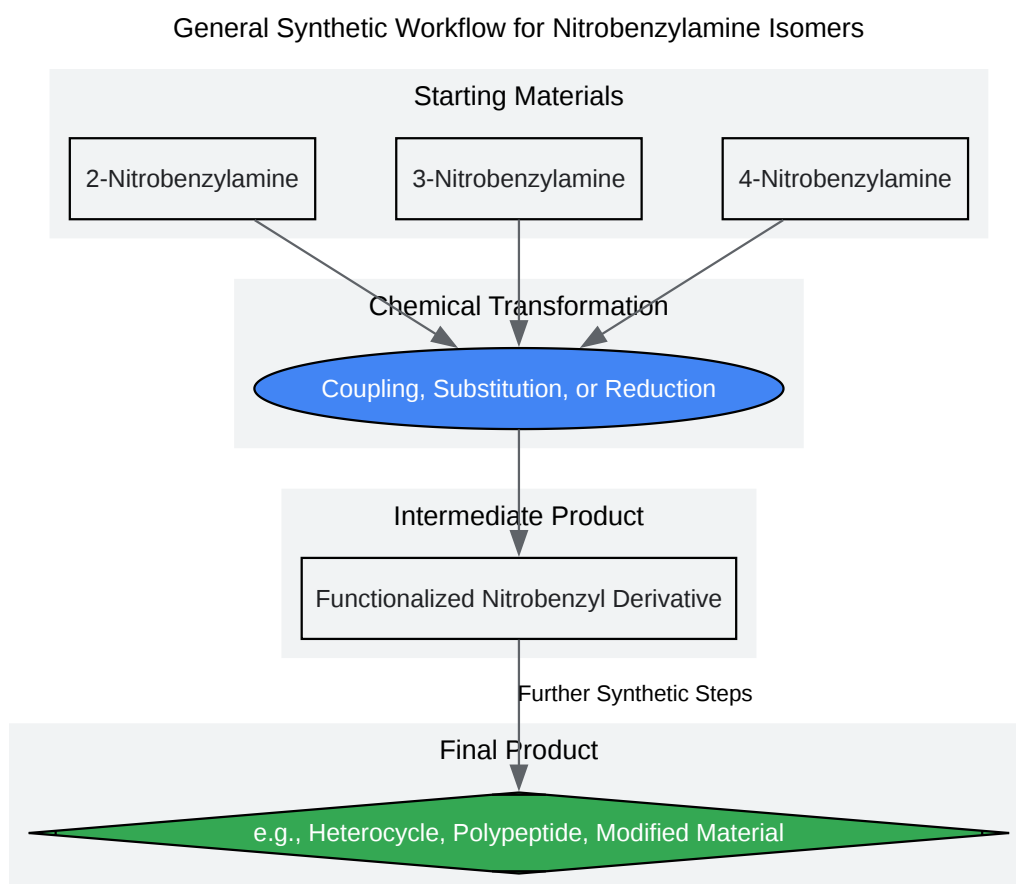 General Synthetic Workflow for Nitrobenzylamine Isomers
Starting Materials
2-Nitrobenzylamine
3-Nitrobenzylamine
4-Nitrobenzylamine
Chemical Transformation
Coupling, Substitution, or Reduction
Intermediate Product
Functionalized Nitrobenzyl Derivative
Further Synthetic Steps
Final Product
e.g., Heterocycle, Polypeptide, Modified Material